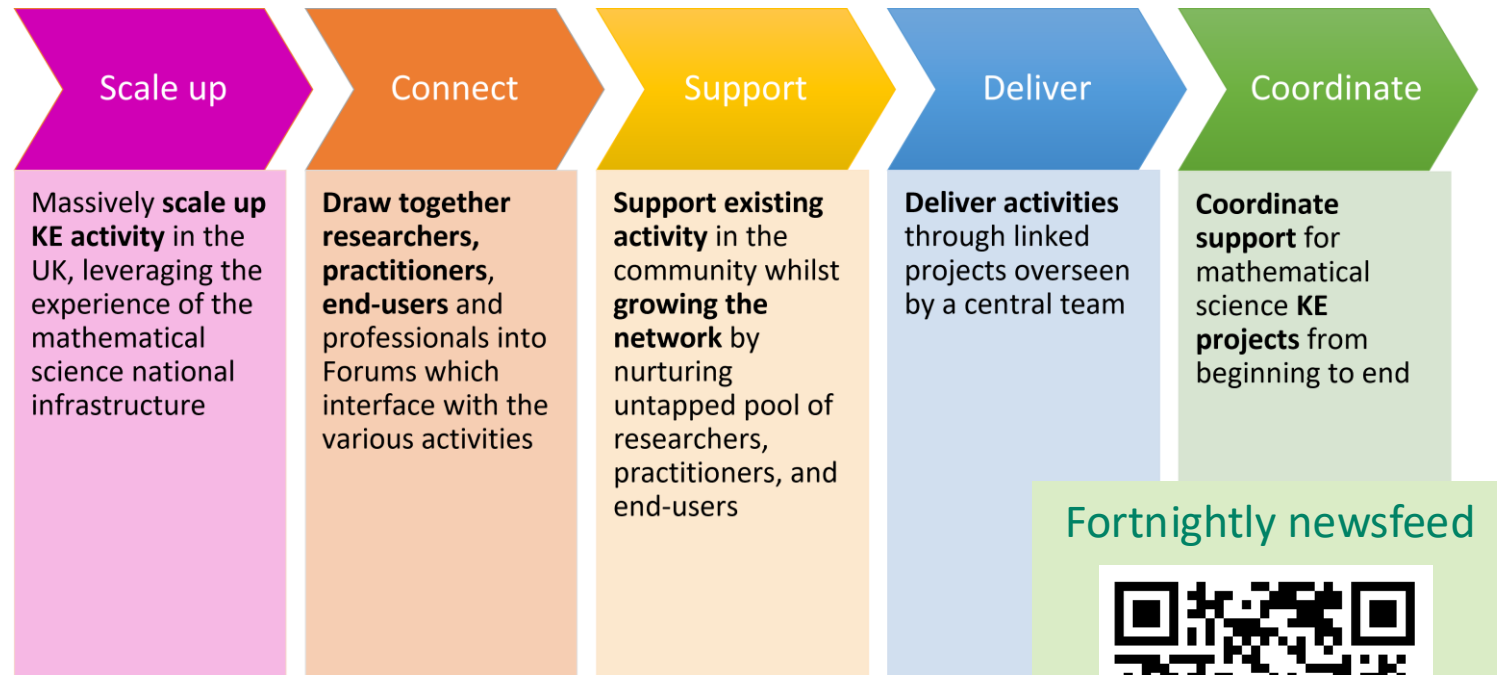 Scale up
Massively scale up
KE activity in the
UK, leveraging the
experience of the
mathematical
science national
infrastructure
Connect
Draw together
researchers,
practitioners,
end-users and
professionals into
Forums which
interface with the
various activities
Support
Support existing
activity in the
community whilst
growing the
network by
nurturing
untapped pool of
researchers,
practitioners, and
end-users
Deliver
Deliver activities
through linked
projects overseen
by a central team
Coordinate
Coordinate
support for
mathematical
science KE
projects from
beginning to end
Fortnightly newsfeed